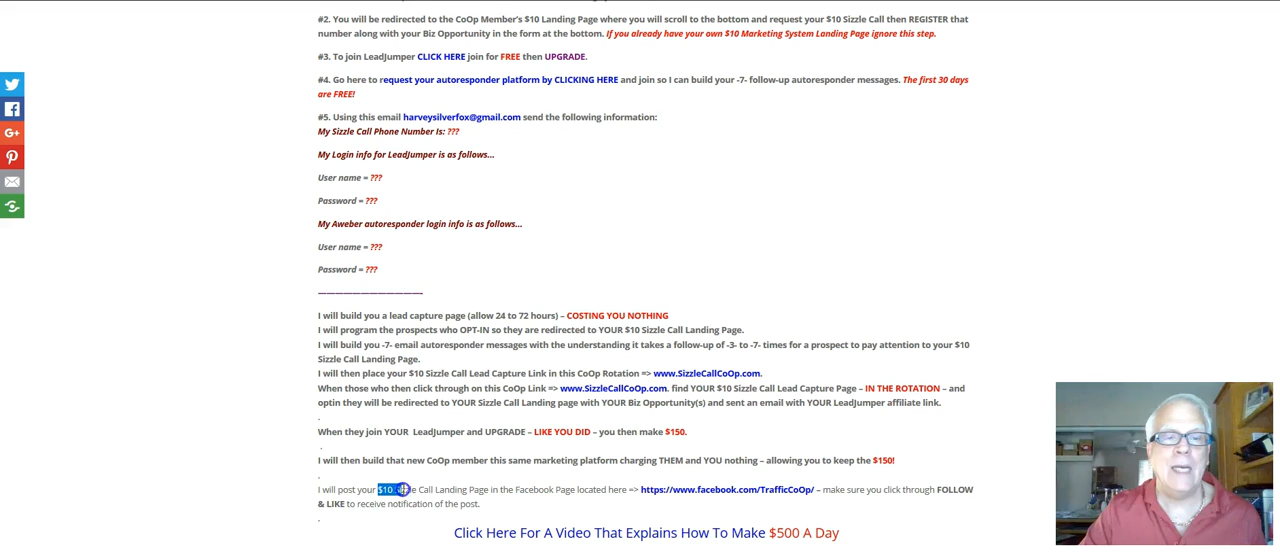 #2. You will be redirected to the CoOp Member's $10 Landing Page where you will scroll to the bottom and request your $10 Sizzle Call then REGISTER that
number along with your Biz Opportunity in the form at the bottom. If you already have your own $10 Marketing System Landing Page ignore this step.
#3. To join LeadJumper CLICK HERE join for FREE then UPGRADE.
#4. Go here to request your autoresponder platform by CLICKING HERE and join so I can build your -7- follow-up autoresponder messages. The first 30 days
are FREE!
#5. Using this email harveysilverfox@gmail.com send the following information:
My Sizzle Call Phone Number Is: ???
My Login info for LeadJumper is as follows...
User name = ???
Password = ???
My Aweber autoresponder login info is as follows...
User name = ???
Password = ???
—————————————-
I will build you a lead capture page (allow 24 to 72 hours) – COSTING YOU NOTHING
I will program the prospects who OPT-IN so they are redirected to YOUR $10 Sizzle Call Landing Page.
I will build you -7- email autoresponder messages with the understanding it takes a follow-up of -3- to -7- times for a prospect to pay attention to your $10
Sizzle Call Landing Page.
I will then place your $10 Sizzle Call Lead Capture Link in this CoOp Rotation => www.SizzleCallCoOp.com.
When those who then click through on this CoOp Link => www.SizzleCallCoOp.com. find YOUR $10 Sizzle Call Lead Capture Page – IN THE ROTATION – and
optin they will be redirected to YOUR Sizzle Call Landing page with YOUR Biz Opportunity(s) and sent an email with YOUR LeadJumper affiliate link.
.
When they join YOUR LeadJumper and UPGRADE – LIKE YOU DID – you then make $150.
.
I will then build that new CoOp member this same marketing platform charging THEM and YOU nothing – allowing you to keep the $150!
.
I will post your $10 Call Landing Page in the Facebook Page located here => https://www.facebook.com/TrafficCoOp/ – make sure you click through FOLLOW
& LIKE to receive notification of the post.
.
Click Here For A Video That Explains How To Make $500 A Day